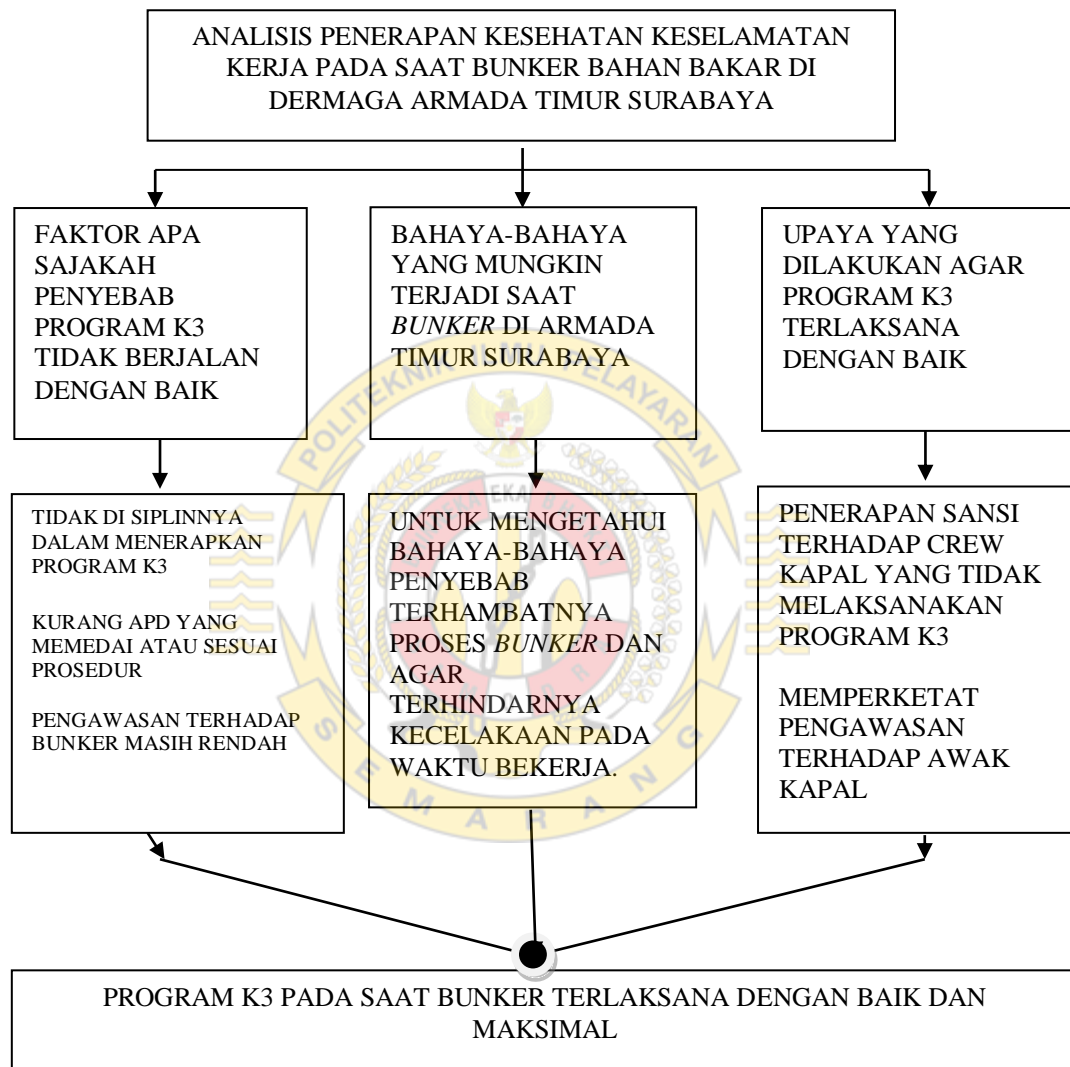 ANALISIS PENERAPAN KESEHATAN KESELAMATAN
KERJA PADA SAAT BUNKER BAHAN BAKAR DI
DERMAGA ARMADA TIMUR SURABAYA
FAKTOR APA
SAJAKAH
PENYEBAB
PROGRAM K3
TIDAK BERJALAN
DENGAN BAIK
BAHAYA-BAHAYA
YANG MUNGKIN
TERJADI SAAT
BUNKER DI ARMADA
TIMUR SURABAYA
UPAYA YANG
DILAKUKAN AGAR
PROGRAM K3
TERLAKSANA
DENGAN BAIK
TIDAK DI SIPLINNYA
DALAM MENERAPKAN
PROGRAM K3
KURANG APD YANG
MEMEDAI ATAU SESUAI
PROSEDUR
PENGAWASAN TERHADAP
BUNKER MASIH RENDAH
UNTUK MENGETAHUI
BAHAYA-BAHAYA
PENYEBAB
TERHAMBATNYA
PROSES BUNKER DAN
AGAR
TERHINDARNYA
KECELAKAAN PADA
WAKTU BEKERJA.
PENERAPAN SANSI
TERHADAP CREW
KAPAL YANG TIDAK
MELAKSANAKAN
PROGRAM K3
MEMPERKETAT
PENGAWASAN
TERHADAP AWAK
KAPAL
PROGRAM K3 PADA SAAT BUNKER TERLAKSANA DENGAN BAIK DAN
MAKSIMAL
POLITEKNIK ILMU PELAYARAN
SEMARANG